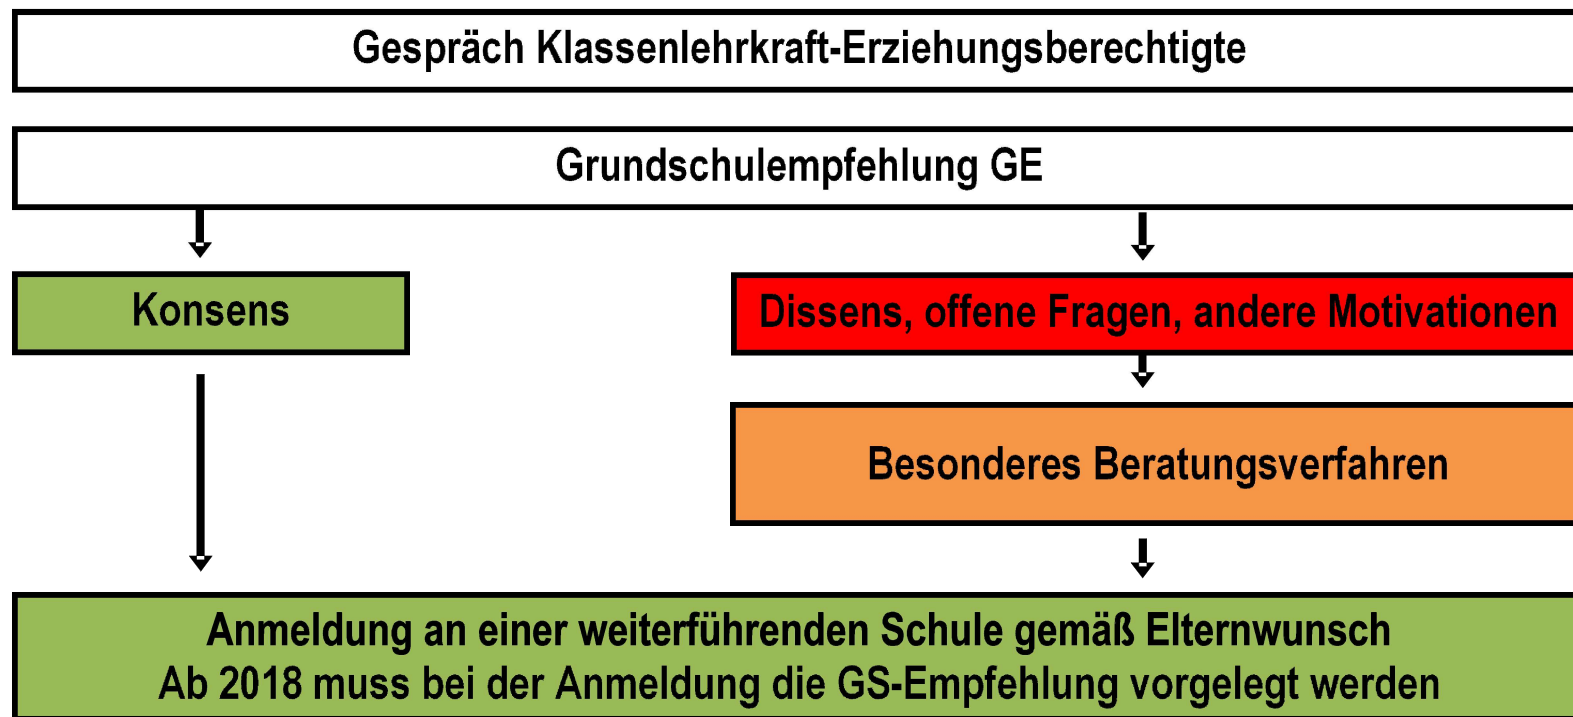 Gespräch Klassenlehrkraft-Erziehungsberechtigte
Grundschulempfehlung GE
Konsens
Dissens, offene Fragen, andere Motivationen
Besonderes Beratungsverfahren
Anmeldung an einer weiterführenden Schule gemäß Elternwunsch
Ab 2018 muss bei der Anmeldung die GS-Empfehlung vorgelegt werden